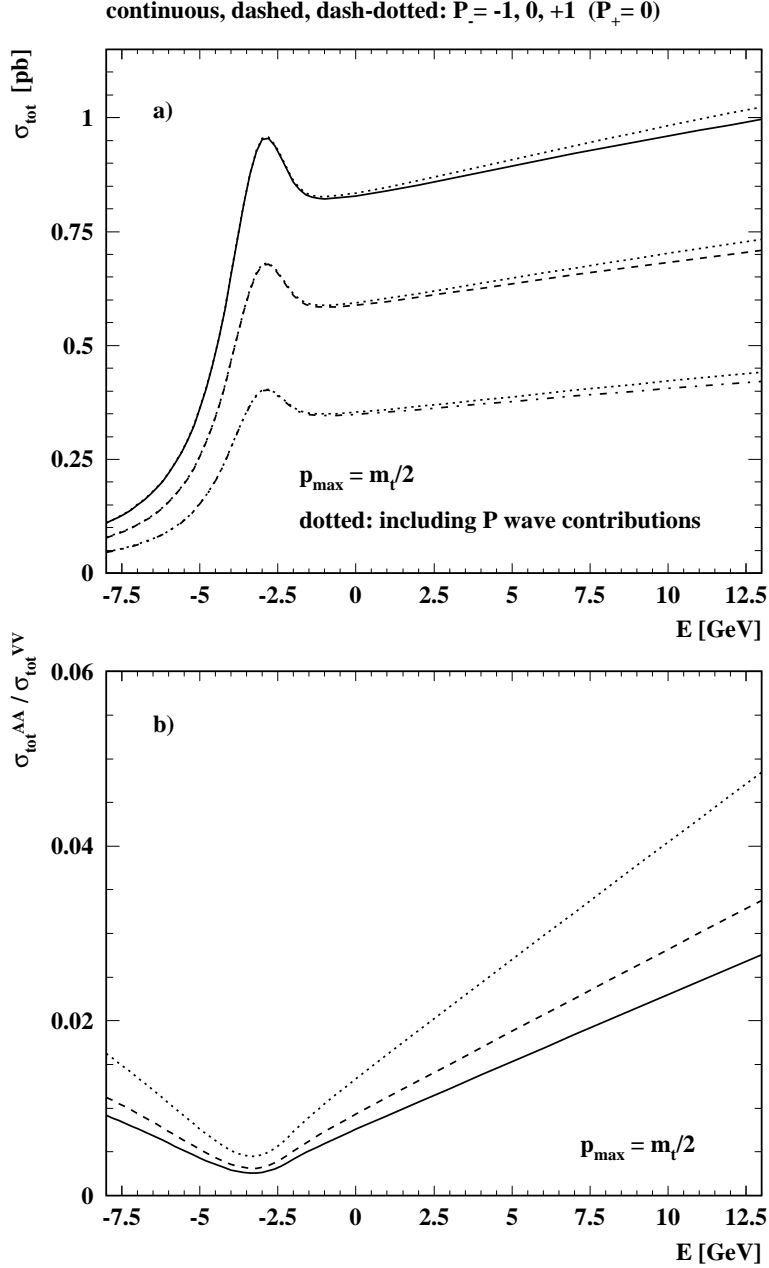 continuous, dashed, dash-dotted: P_-= -1, 0, +1 (P_+= 0)
σ_tot [pb]
a)
1
0.75
0.5
0.25
0
p_max = m_t/2
dotted: including P wave contributions
-7.5 -5 -2.5 0 2.5 5 7.5 10 12.5
E [GeV]
σ_tot^AA / σ_tot^VV
b)
0.06
0.04
0.02
0
p_max = m_t/2
-7.5 -5 -2.5 0 2.5 5 7.5 10 12.5
E [GeV]